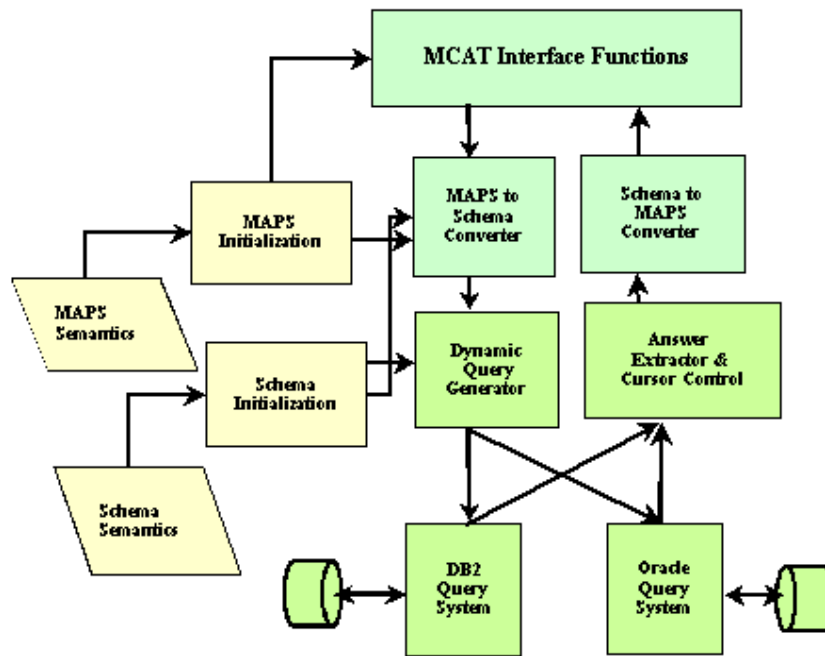 MCAT Interface Functions
MAPS to
Schema
Converter
Schema to
MAPS
Converter
MAPS
Initialization
MAPS
Semantics
Schema
Initialization
Dynamic
Query
Generator
Answer
Extractor &
Cursor Control
Schema
Semantics
DB2
Query
System
Oracle
Query
System